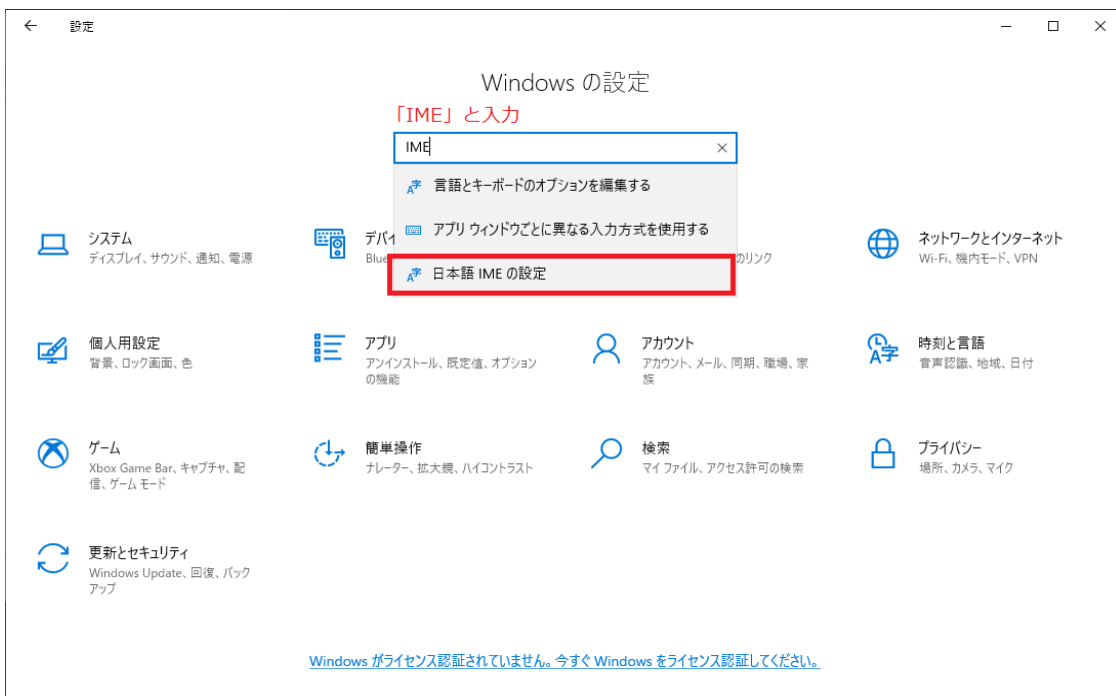 設定
Windows の設定
「IME」と入力
IME
言語とキーボードのオプションを編集する
アプリ ウィンドウごとに異なる入力方式を使用する
日本語 IME の設定
システム
ディスプレイ、サウンド、通知、電源
デバイ
Blue
のリンク
ネットワークとインターネット
Wi-Fi、機内モード、VPN
個人用設定
背景、ロック画面、色
アプリ
アンインストール、既定値、オプション
の機能
アカウント
アカウント、メール、同期、職場、家
族
時刻と言語
音声認識、地域、日付
ゲーム
Xbox Game Bar、キャプチャ、配
信、ゲーム モード
簡単操作
ナレーター、拡大鏡、ハイコントラスト
検索
マイ ファイル、アクセス許可の検索
プライバシー
場所、カメラ、マイク
更新とセキュリティ
Windows Update、回復、バック
アップ
Windows がライセンス認証されていません。今すぐ Windows をライセンス認証してください。